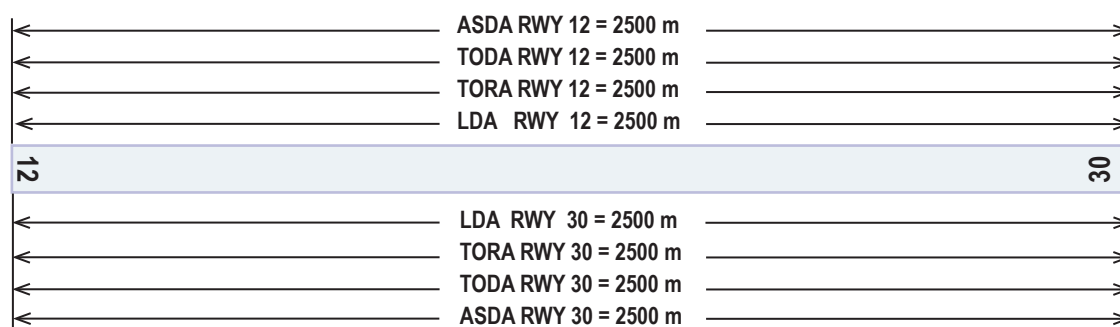 ASDA RWY 12 = 2500 m
TODA RWY 12 = 2500 m
TORA RWY 12 = 2500 m
LDA RWY 12 = 2500 m
12
30
LDA RWY 30 = 2500 m
TORA RWY 30 = 2500 m
TODA RWY 30 = 2500 m
ASDA RWY 30 = 2500 m